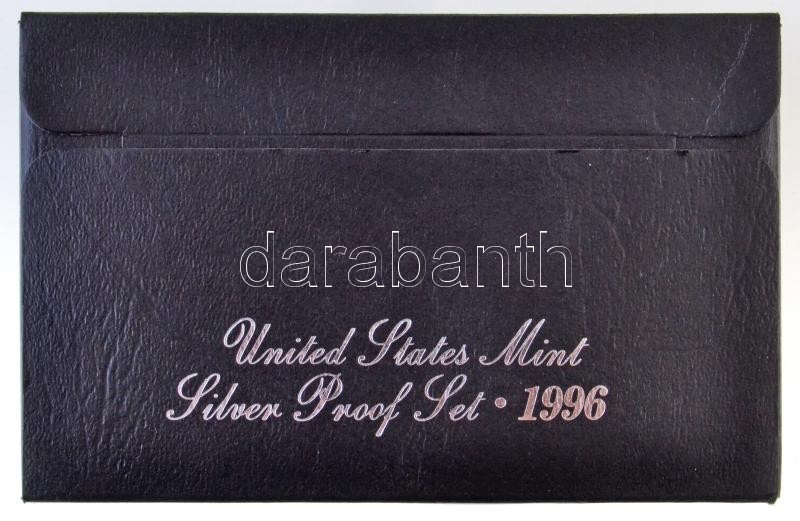 darabanth
United States Mint
Silver Proof Set • 1996